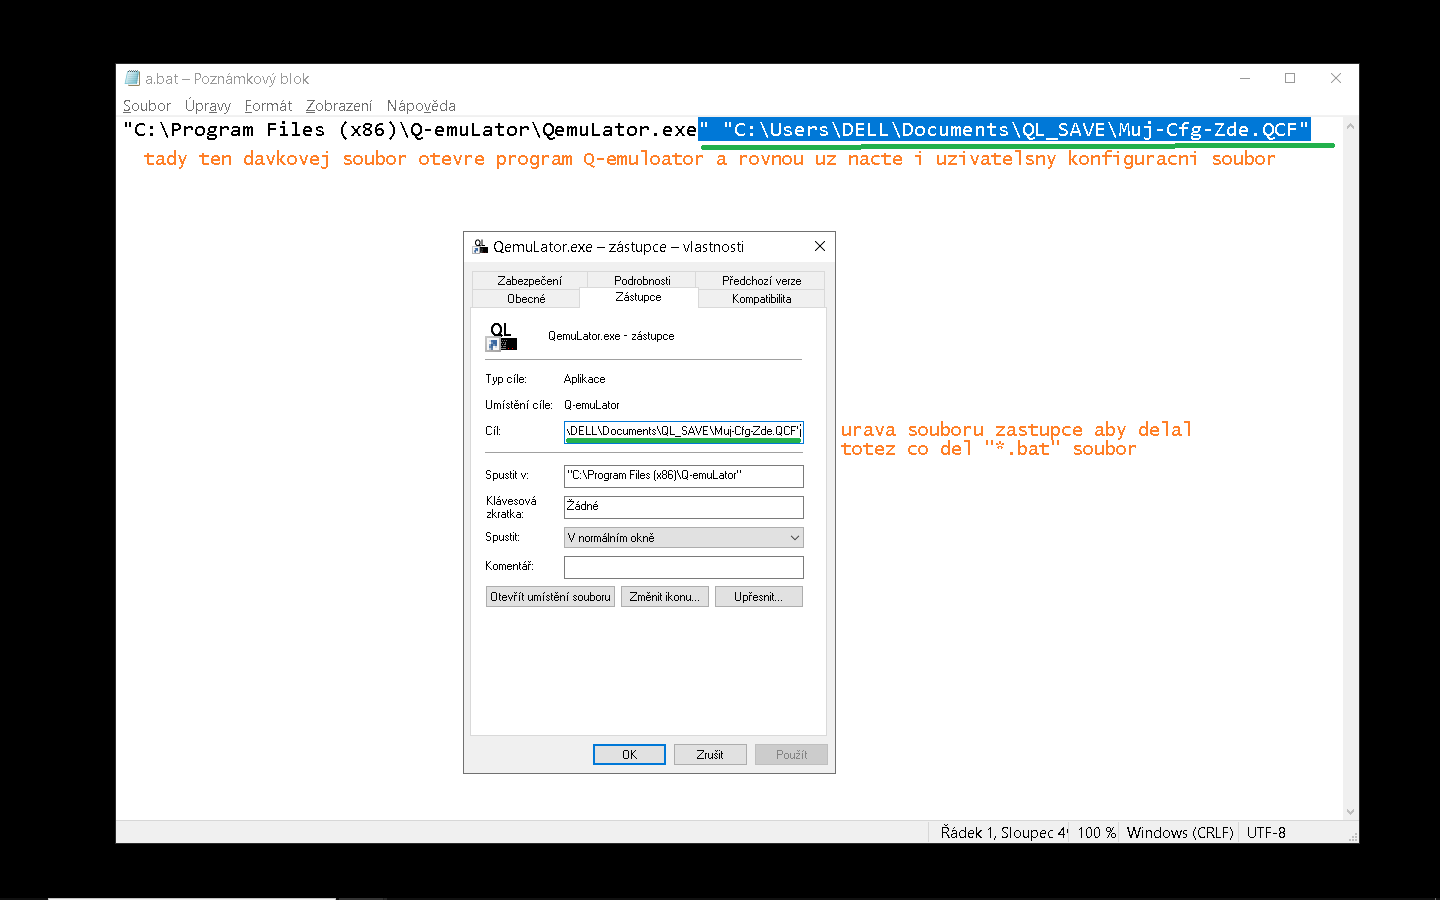 a.bat – Poznámkový blok
Soubor Úpravy Formát Zobrazení Nápověda
"C:\Program Files (x86)\Q-emuLator\QemuLator.exe" "C:\Users\DELL\Documents\QL_SAVE\Muj-Cfg-Zde.QCF"
tady ten davkovej soubor otevre program Q-emuloator a rovnou uz nacte i uzivatelsny konfiguracni soubor
QL QemuLator.exe – zástupce – vlastnosti
Zabezpečení Podrobnosti Předchozí verze
Obecné Zástupce Kompatibilita
QL
QemuLator.exe - zástupce
Typ cíle: Aplikace
Umístění cíle: Q-emuLator
Cíl: \DELL\Documents\QL_SAVE\Muj-Cfg-Zde.QCF"
urava souboru zastupce aby delal
totez co del "*.bat" soubor
Spustit v: "C:\Program Files (x86)\Q-emuLator"
Klávesová
zkratka: Žádné
Spustit: V normálním okně
Komentář:
Otevřít umístění souboru Změnit ikonu... Upřesnit...
OK Zrušit Použít
Řádek 1, Sloupec 49 100 % Windows (CRLF) UTF-8